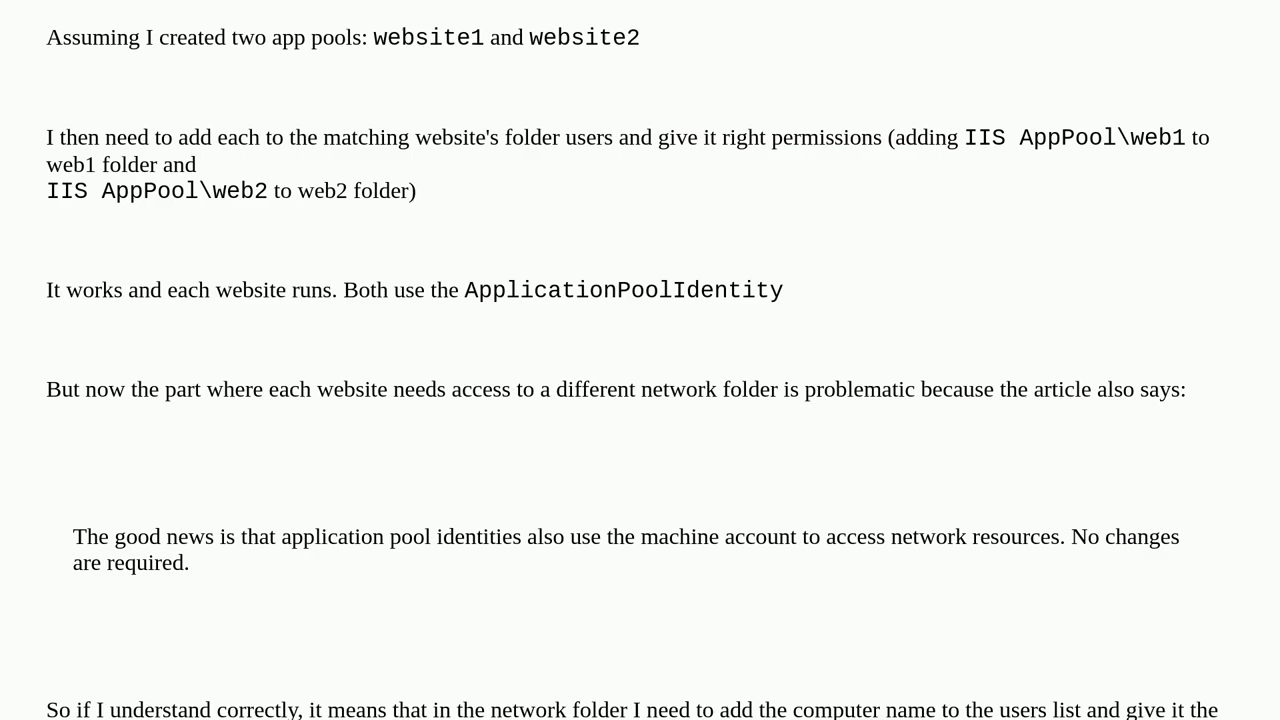 Assuming I created two app pools: website1 and website2
I then need to add each to the matching website's folder users and give it right permissions (adding IIS AppPool\web1 to
web1 folder and
IIS AppPool\web2 to web2 folder)
It works and each website runs. Both use the ApplicationPoolIdentity
But now the part where each website needs access to a different network folder is problematic because the article also says:
The good news is that application pool identities also use the machine account to access network resources. No changes
are required.
So if I understand correctly, it means that in the network folder I need to add the computer name to the users list and give it the